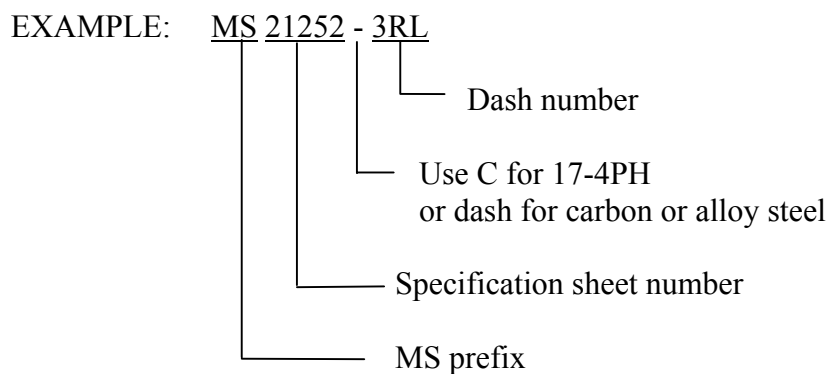 EXAMPLE: MS 21252 - 3RL
Dash number
Use C for 17-4PH
or dash for carbon or alloy steel
Specification sheet number
MS prefix